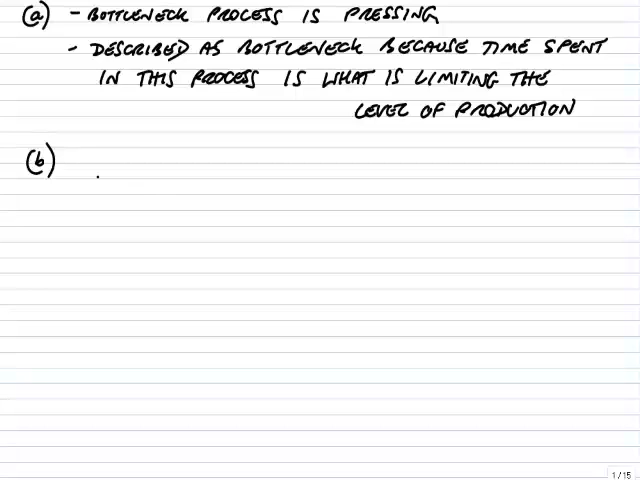 (a) - BOTTLENECK PROCESS IS PRESSING
- DESCRIBED AS BOTTLENECK BECAUSE TIME SPENT
IN THIS PROCESS IS WHAT IS LIMITING THE
LEVEL OF PRODUCTION
(b)
1/15